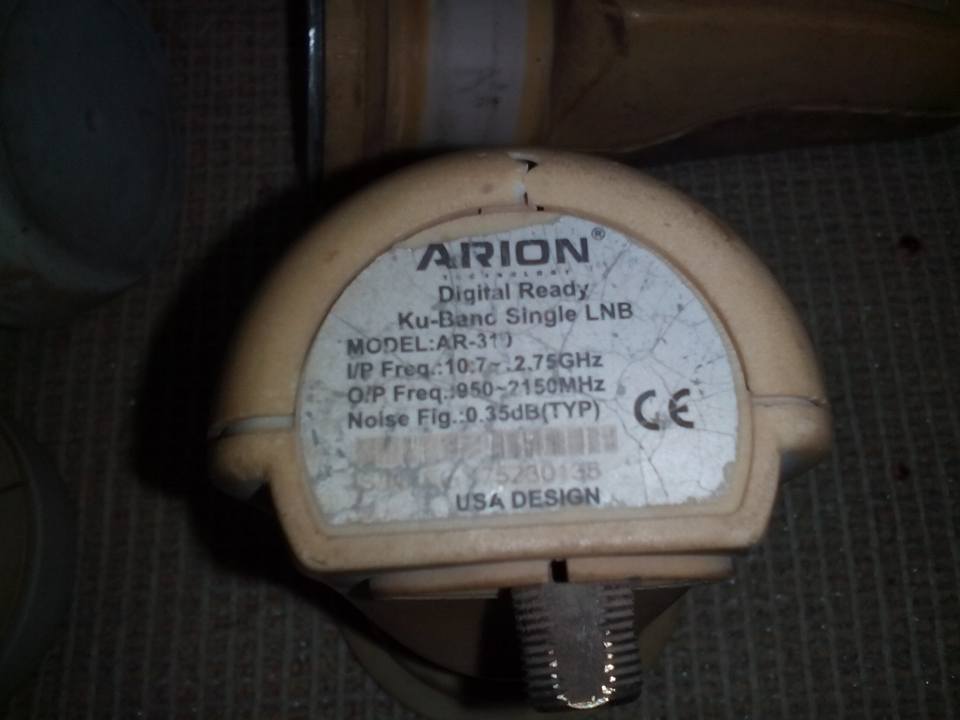 ARION®
TECHNOLOGY
Digital Ready
Ku-Band Single LNB
MODEL:AR-310
I/P Freq.:10.7~12.75GHz
O/P Freq.:950~2150MHz
Noise Fig.:0.35dB(TYP)
CE
USA DESIGN